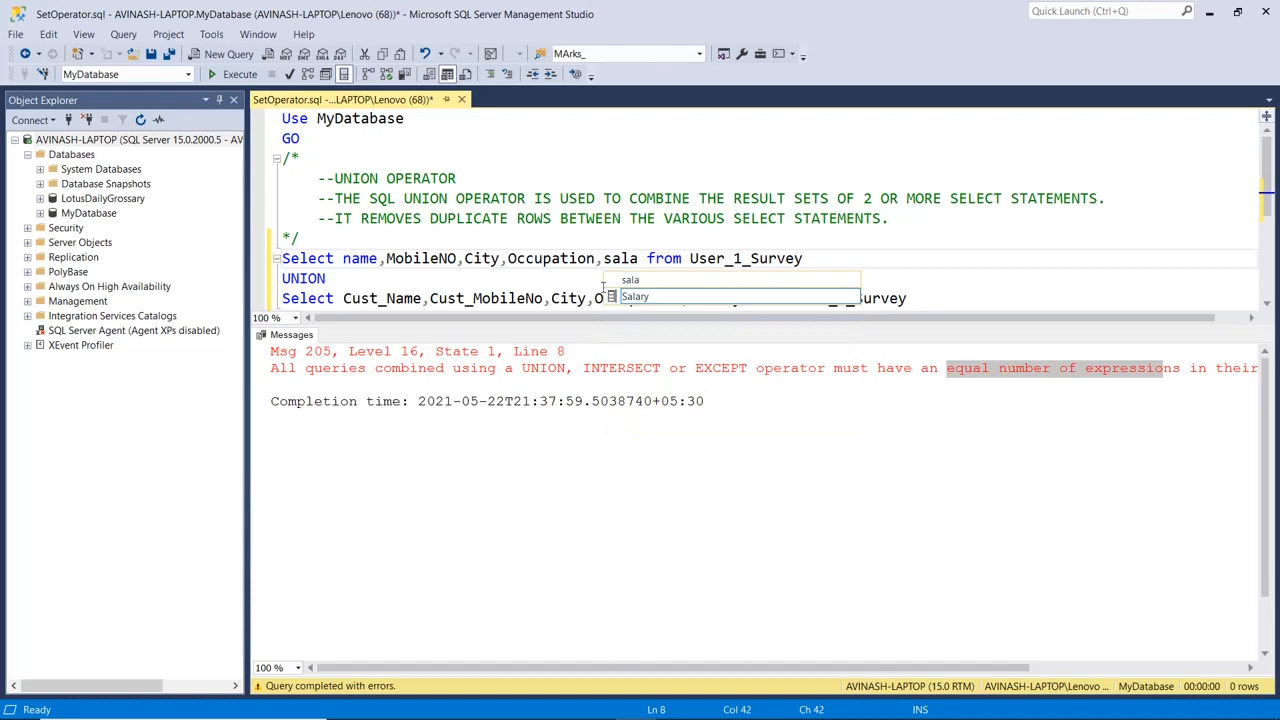 SetOperator.sql - AVINASH-LAPTOP.MyDatabase (AVINASH-LAPTOP\Lenovo (68))* - Microsoft SQL Server Management Studio
Quick Launch (Ctrl+Q)
File Edit View Query Project Tools Window Help
New Query MDX DMX XMLA DAX MArks_
MyDatabase Execute
Object Explorer
SetOperator.sql -...LAPTOP\Lenovo (68))*
Connect
AVINASH-LAPTOP (SQL Server 15.0.2000.5 - AV
Databases
System Databases
Database Snapshots
LotusDailyGrossary
MyDatabase
Security
Server Objects
Replication
PolyBase
Always On High Availability
Management
Integration Services Catalogs
SQL Server Agent (Agent XPs disabled)
XEvent Profiler
Use MyDatabase
GO
/*
--UNION OPERATOR
--THE SQL UNION OPERATOR IS USED TO COMBINE THE RESULT SETS OF 2 OR MORE SELECT STATEMENTS.
--IT REMOVES DUPLICATE ROWS BETWEEN THE VARIOUS SELECT STATEMENTS.
*/
Select name,MobileNO,City,Occupation,sala from User_1_Survey
UNION
sala
Salary
Select Cust_Name,Cust_MobileNo,City,O Survey
100 %
Messages
Msg 205, Level 16, State 1, Line 8
All queries combined using a UNION, INTERSECT or EXCEPT operator must have an equal number of expressions in their
Completion time: 2021-05-22T21:37:59.5038740+05:30
100 %
Query completed with errors. AVINASH-LAPTOP (15.0 RTM) AVINASH-LAPTOP\Lenovo ... MyDatabase 00:00:00 0 rows
Ready Ln 8 Col 42 Ch 42 INS